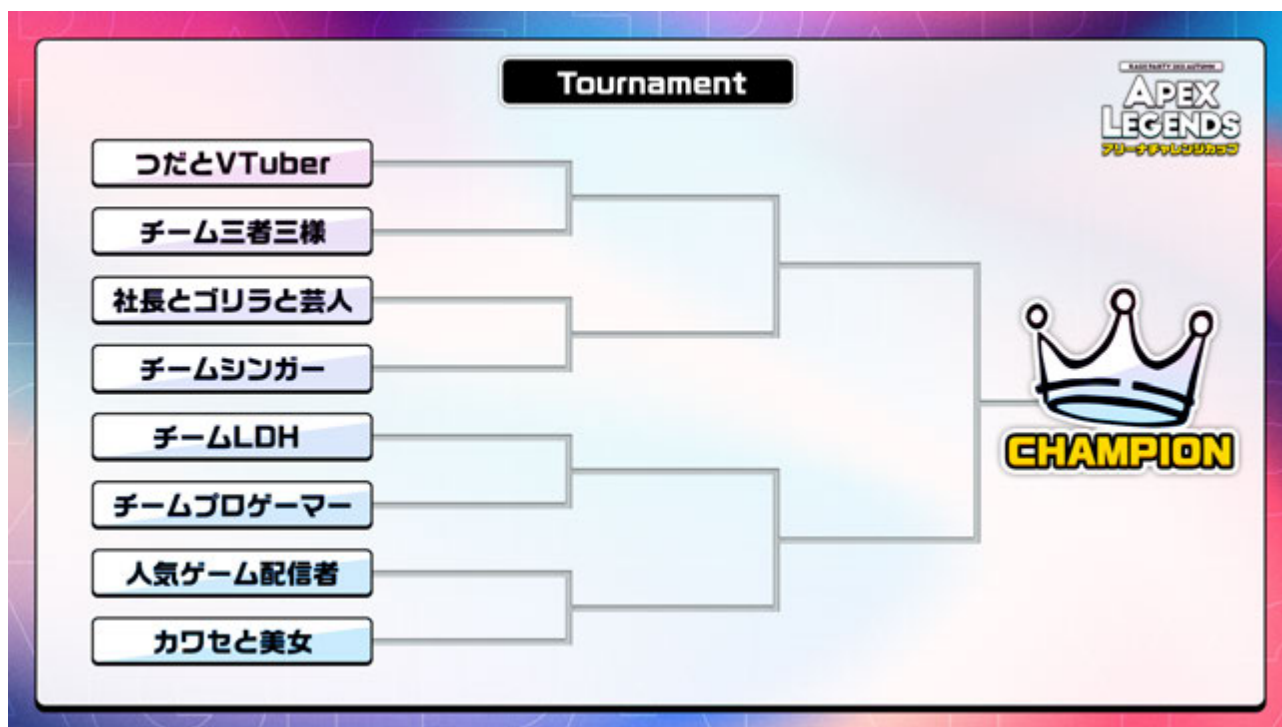 Tournament
APEX
LEGENDS
アリーナチャレンジカップ
つだとVTuber
チーム三者三様
社長とゴリラと芸人
チームシンガー
チームLDH
チームプロゲーマー
人気ゲーム配信者
カワセと美女
CHAMPION